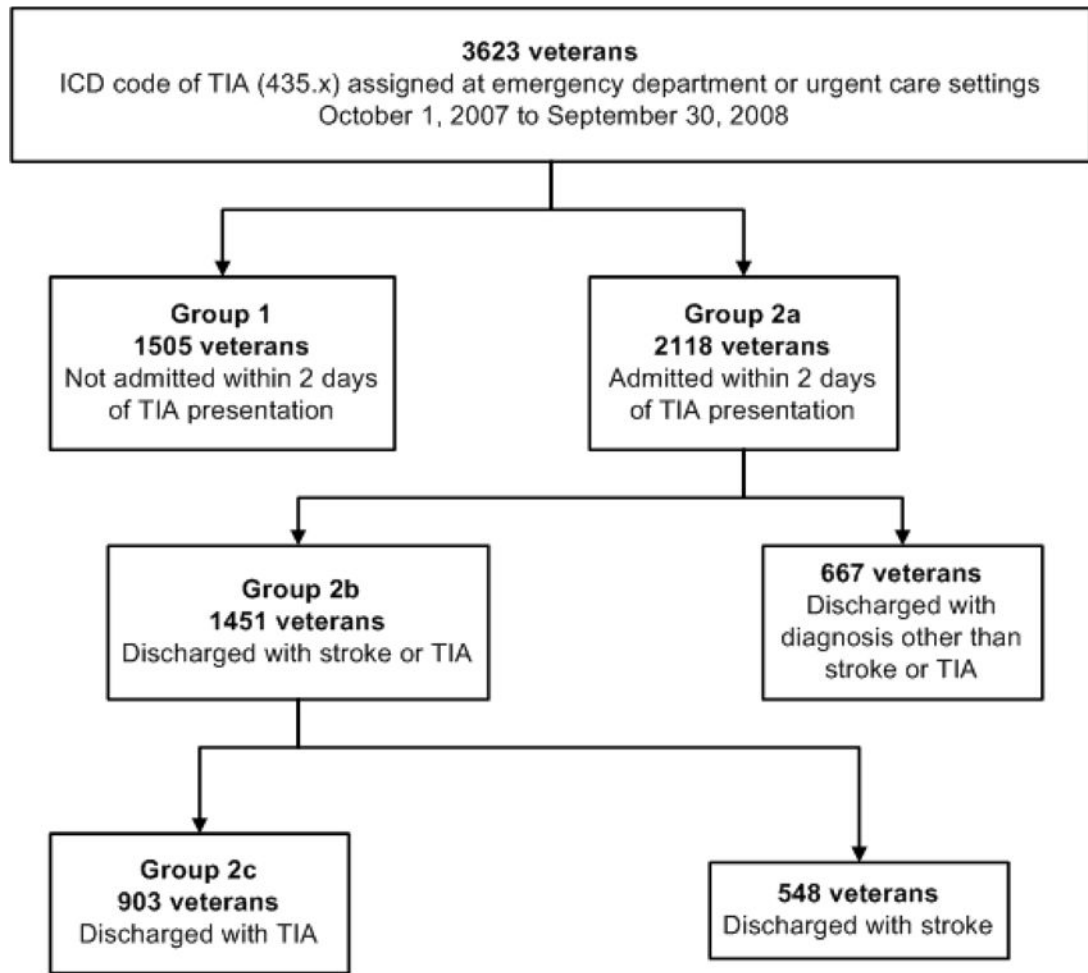 3623 veterans
ICD code of TIA (435.x) assigned at emergency department or urgent care settings
October 1, 2007 to September 30, 2008
Group 1
1505 veterans
Not admitted within 2 days
of TIA presentation
Group 2a
2118 veterans
Admitted within 2 days
of TIA presentation
Group 2b
1451 veterans
Discharged with stroke or TIA
667 veterans
Discharged with
diagnosis other than
stroke or TIA
Group 2c
903 veterans
Discharged with TIA
548 veterans
Discharged with stroke